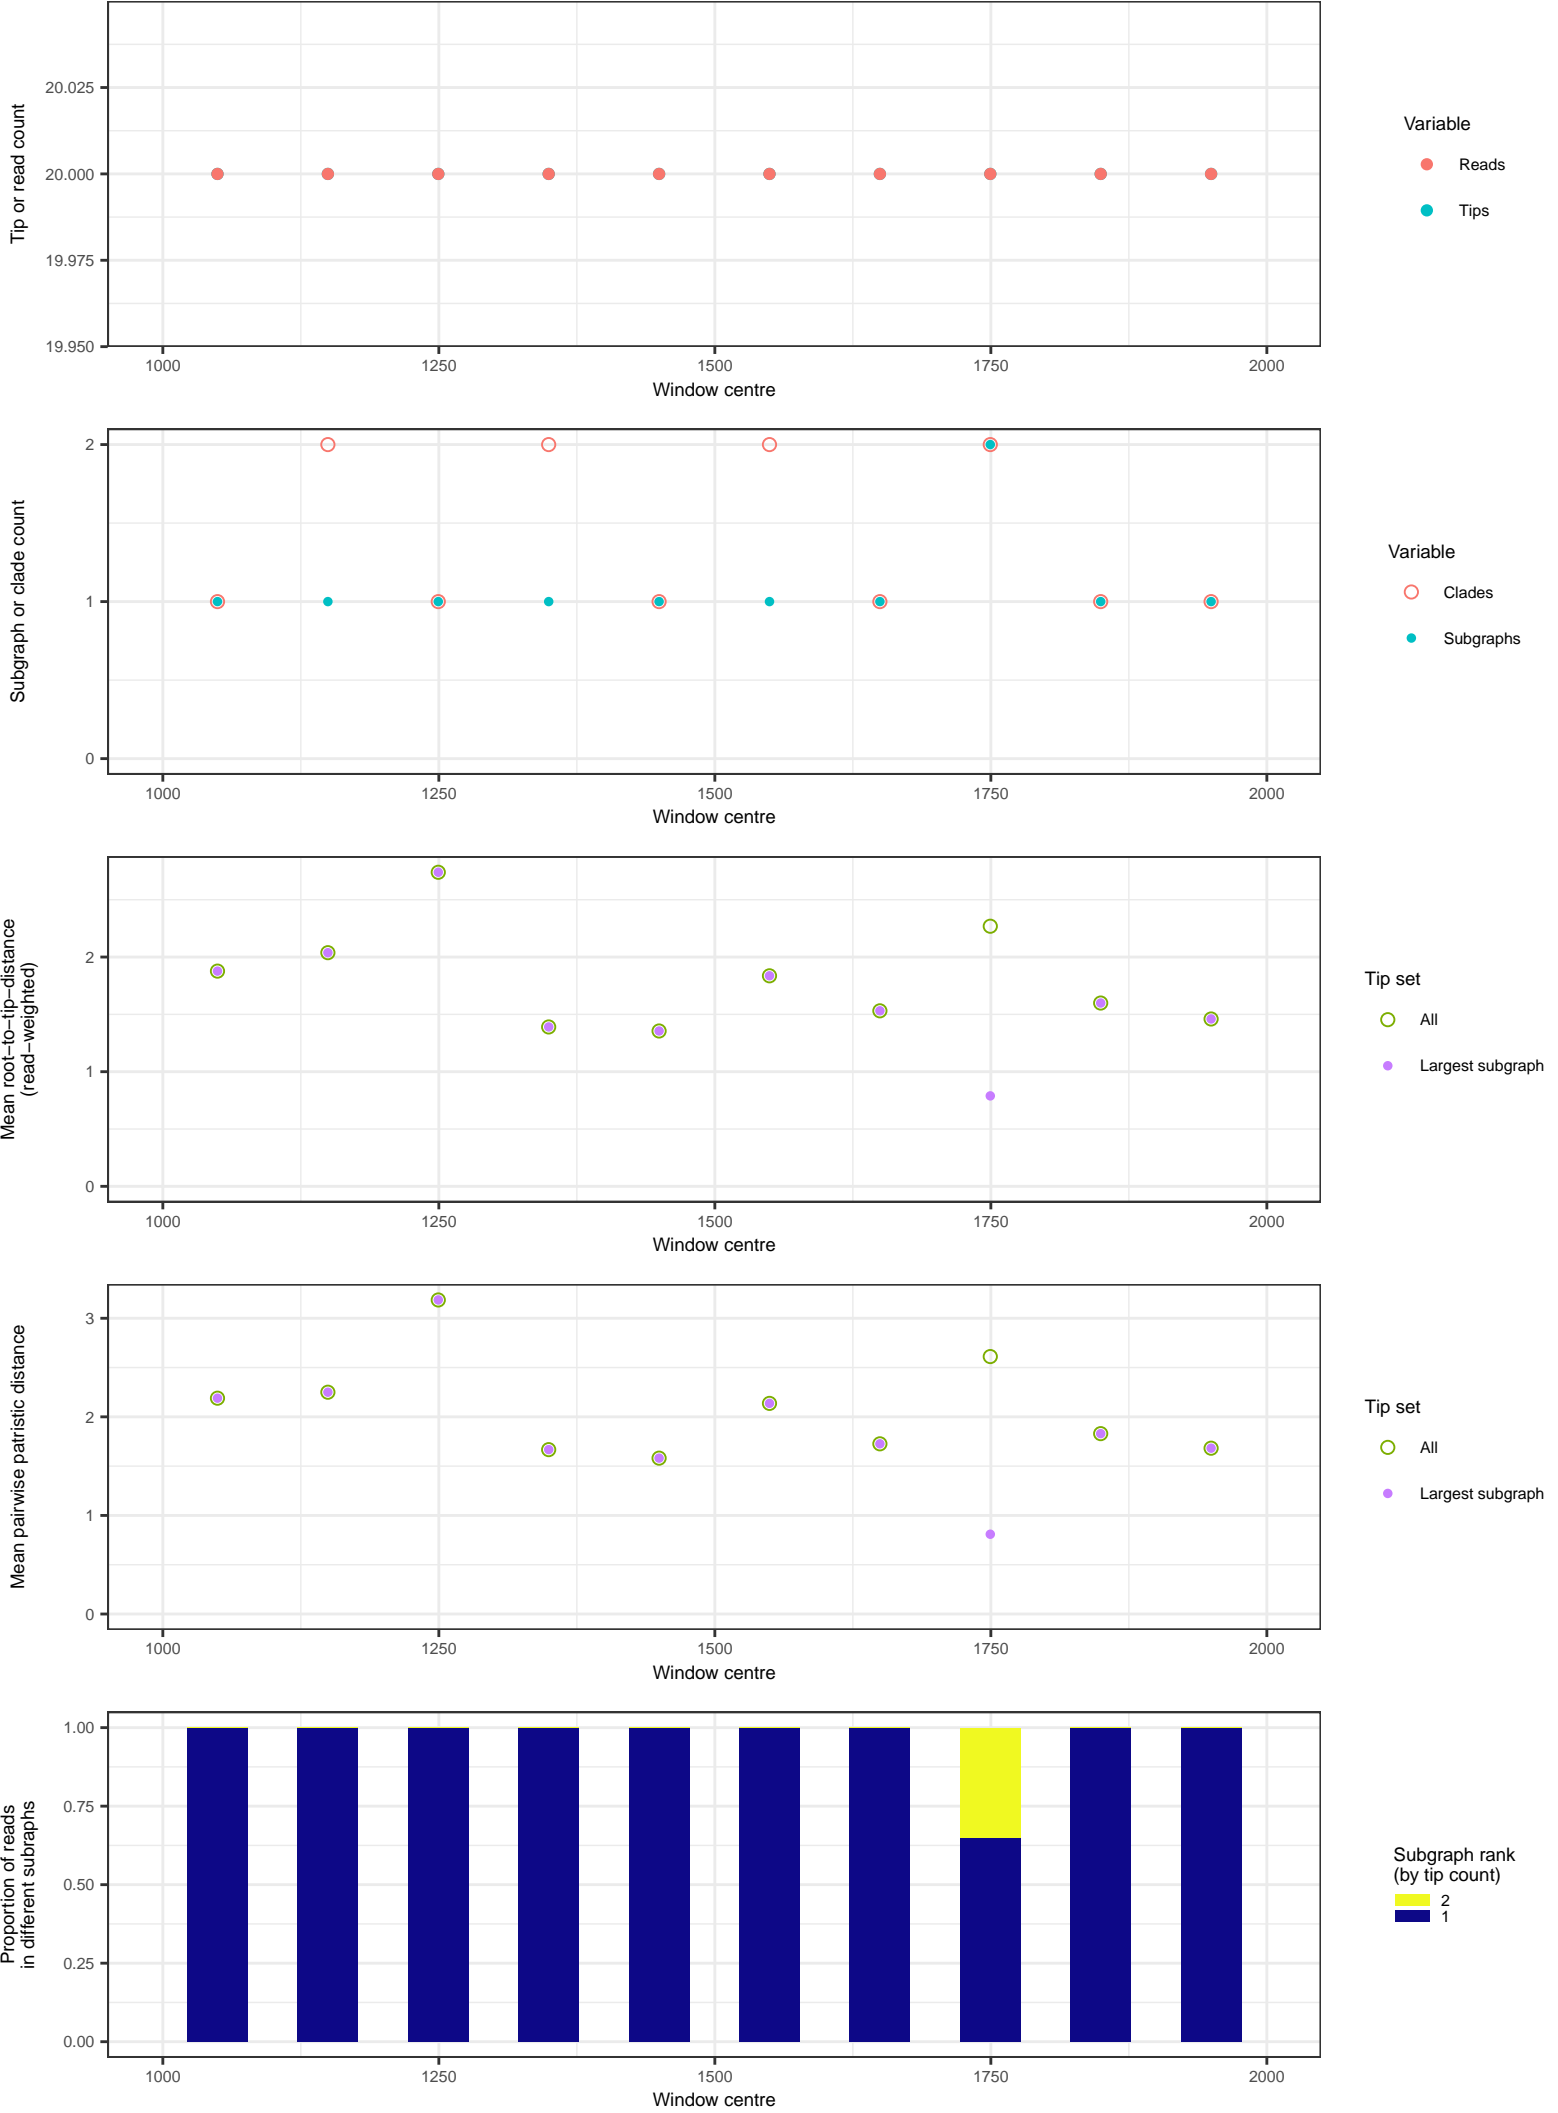 Tip or read count
20.025
20.000
19.975
19.950
1000 1250 1500 1750 2000
Window centre
Variable
Reads
Tips
Subgraph or clade count
2
1
0
1000 1250 1500 1750 2000
Window centre
Variable
Clades
Subgraphs
Mean root−to−tip−distance
(read−weighted)
2
1
0
1000 1250 1500 1750 2000
Window centre
Tip set
All
Largest subgraph
Mean pairwise patristic distance
3
2
1
0
1000 1250 1500 1750 2000
Window centre
Tip set
All
Largest subgraph
Proportion of reads
in different subraphs
1.00
0.75
0.50
0.25
0.00
1000 1250 1500 1750 2000
Window centre
Subgraph rank
(by tip count)
2
1